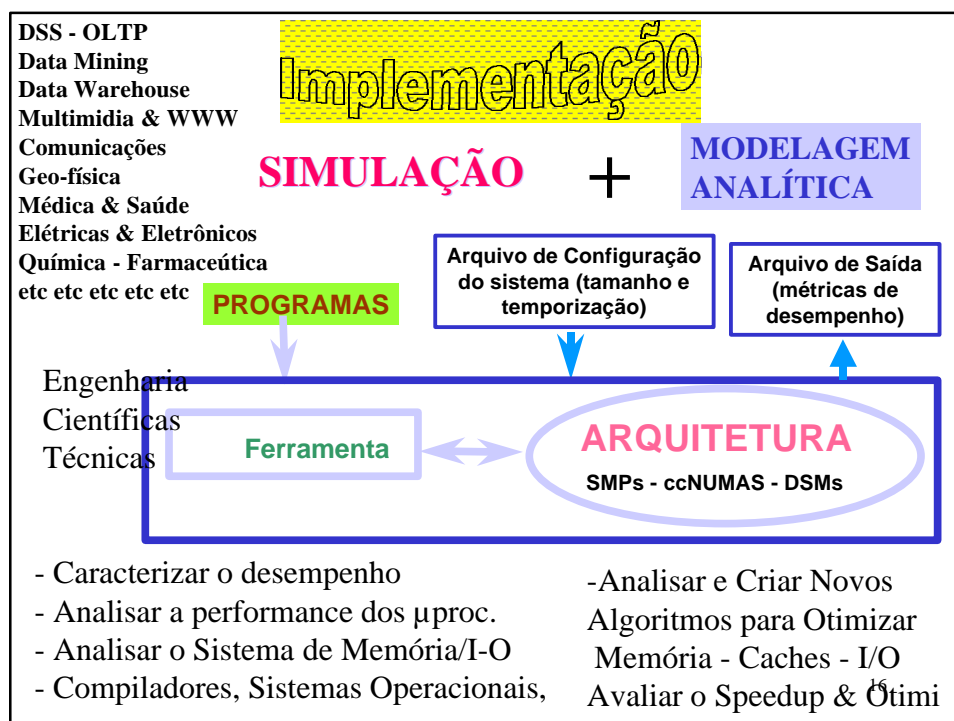 DSS - OLTP
Data Mining
Data Warehouse
Multimidia & WWW
Comunicações
Geo-física
Médica & Saúde
Elétricas & Eletrônicos
Química - Farmaceútica
etc etc etc etc etc
Implementação
SIMULAÇÃO
+
MODELAGEM
ANALÍTICA
PROGRAMAS
Arquivo de Configuração
do sistema (tamanho e
temporização)
Arquivo de Saída
(métricas de
desempenho)
Engenharia
Científicas
Técnicas
Ferramenta
ARQUITETURA
SMPs - ccNUMAS - DSMs
- Caracterizar o desempenho
- Analisar a performance dos µproc.
- Analisar o Sistema de Memória/I-O
- Compiladores, Sistemas Operacionais,
-Analisar e Criar Novos
Algoritmos para Otimizar
Memória - Caches - I/O
Avaliar o Speedup & Otimi
16